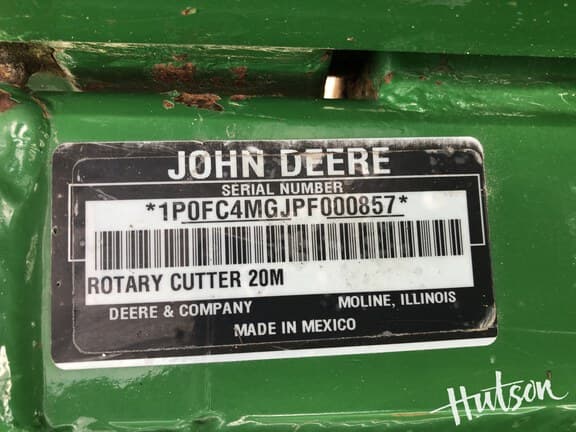 JOHN DEERE
SERIAL NUMBER
*1P0FC4MGJPF000857*
ROTARY CUTTER 20M
DEERE & COMPANY MOLINE, ILLINOIS
MADE IN MEXICO
Hutson